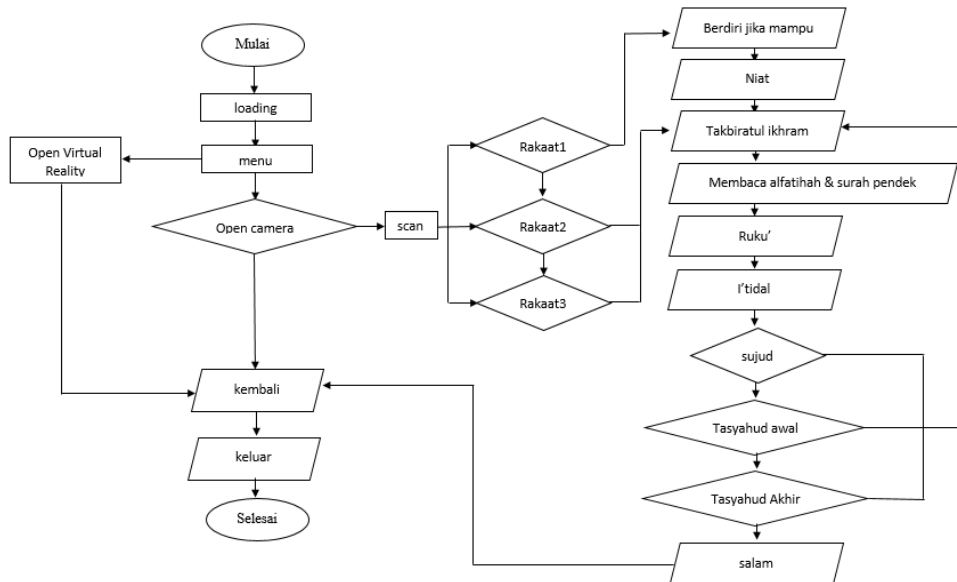 Mulai
loading
menu
Open Virtual
Reality
Open camera
scan
Rakaat1
Rakaat2
Rakaat3
Berdiri jika mampu
Niat
Takbiratul ikhram
Membaca alfatihah & surah pendek
Ruku’
I’tidal
sujud
Tasyahud awal
Tasyahud Akhir
salam
kembali
keluar
Selesai